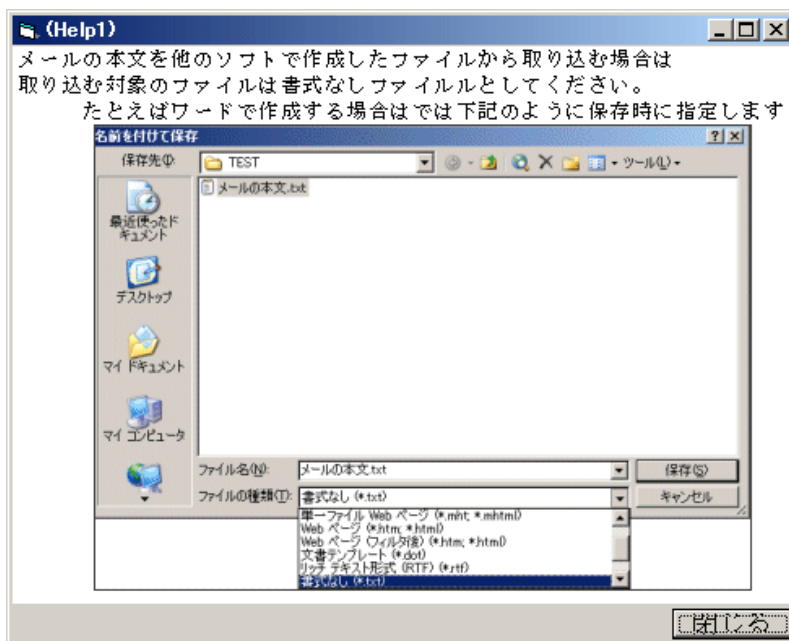 (Help1)
メールの本文を他のソフトで作成したファイルから取り込む場合は
取り込む対象のファイルは書式なしファイルルとしてください。
たとえばワードで作成する場合はでは下記のように保存時に指定します
名前を付けて保存
保存先(I):
TEST
ツール(L)
メールの本文.txt
最近使ったド
キュメント
デスクトップ
マイ ドキュメント
マイ コンピュータ
ファイル名(N):
メールの本文.txt
保存(S)
ファイルの種類(T):
書式なし (*.txt)
キャンセル
単一ファイル Web ページ (*.mht; *.mhtml)
Web ページ (*.htm; *.html)
Web ページ (フィルタ後) (*.htm; *.html)
文書テンプレート (*.dot)
リッチ テキスト形式 (RTF) (*.rtf)
書式なし (*.txt)
閉じる